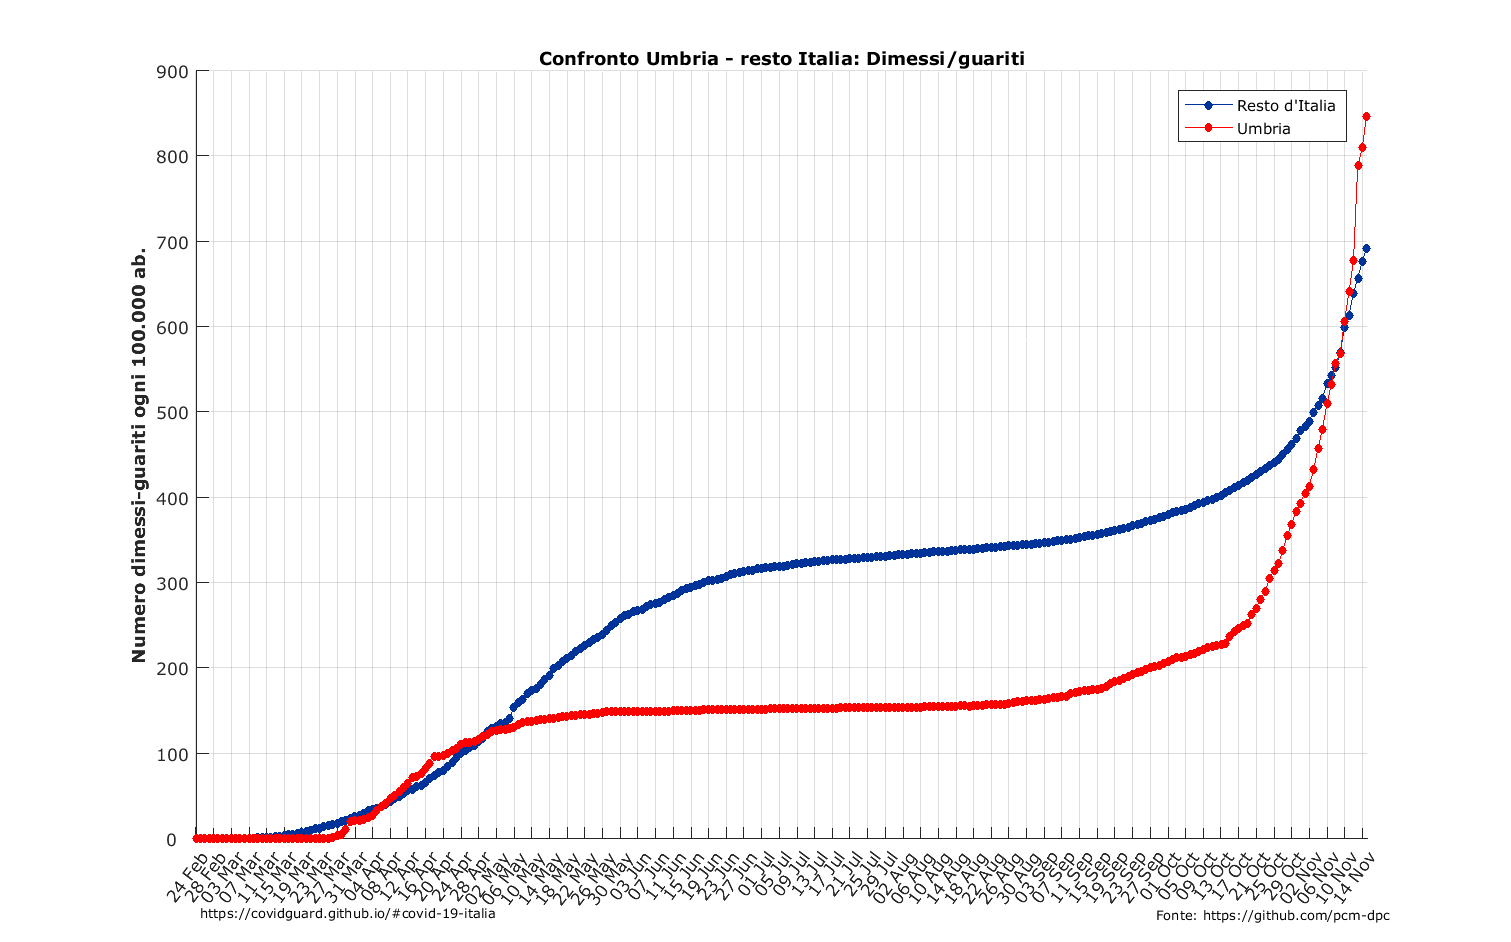 Confronto Umbria - resto Italia: Dimessi/guariti
Resto d'Italia
Umbria
Numero dimessi-guariti ogni 100.000 ab.
900
800
700
600
500
400
300
200
100
0
24 Feb
28 Feb
03 Mar
07 Mar
11 Mar
15 Mar
19 Mar
23 Mar
27 Mar
31 Mar
04 Apr
08 Apr
12 Apr
16 Apr
20 Apr
24 Apr
28 Apr
02 May
06 May
10 May
14 May
18 May
22 May
26 May
30 May
03 Jun
07 Jun
11 Jun
15 Jun
19 Jun
23 Jun
27 Jun
01 Jul
05 Jul
09 Jul
13 Jul
17 Jul
21 Jul
25 Jul
29 Jul
02 Aug
06 Aug
10 Aug
14 Aug
18 Aug
22 Aug
26 Aug
30 Aug
03 Sep
07 Sep
11 Sep
15 Sep
19 Sep
23 Sep
27 Sep
01 Oct
05 Oct
09 Oct
13 Oct
17 Oct
21 Oct
25 Oct
29 Oct
02 Nov
06 Nov
10 Nov
14 Nov
https://covidguard.github.io/#covid-19-italia
Fonte: https://github.com/pcm-dpc